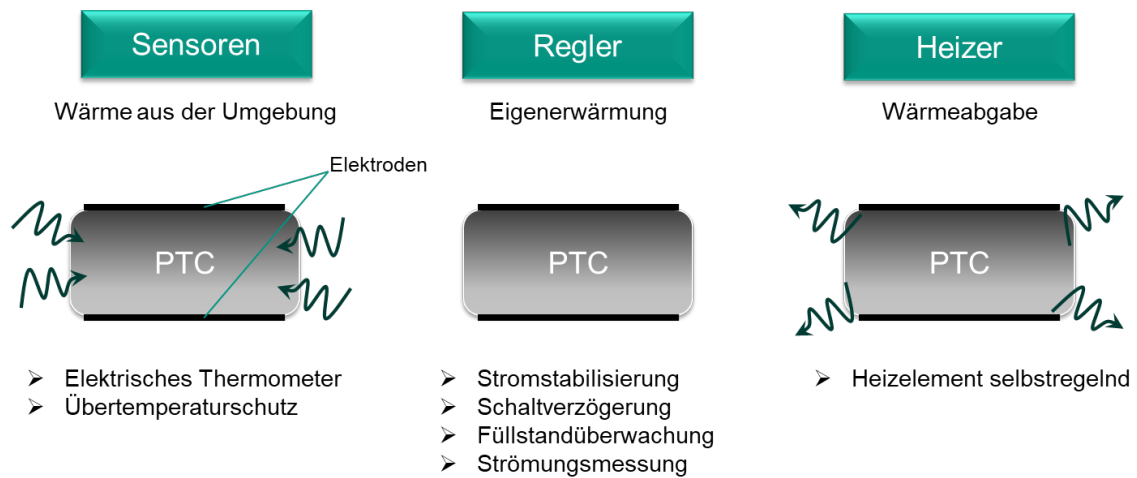 Sensoren
Regler
Heizer
Wärme aus der Umgebung
Eigenerwärmung
Wärmeabgabe
Elektroden
PTC
PTC
PTC
Elektrisches Thermometer
Übertemperaturschutz
Stromstabilisierung
Schaltverzögerung
Füllstandüberwachung
Strömungsmessung
Heizelement selbstregelnd